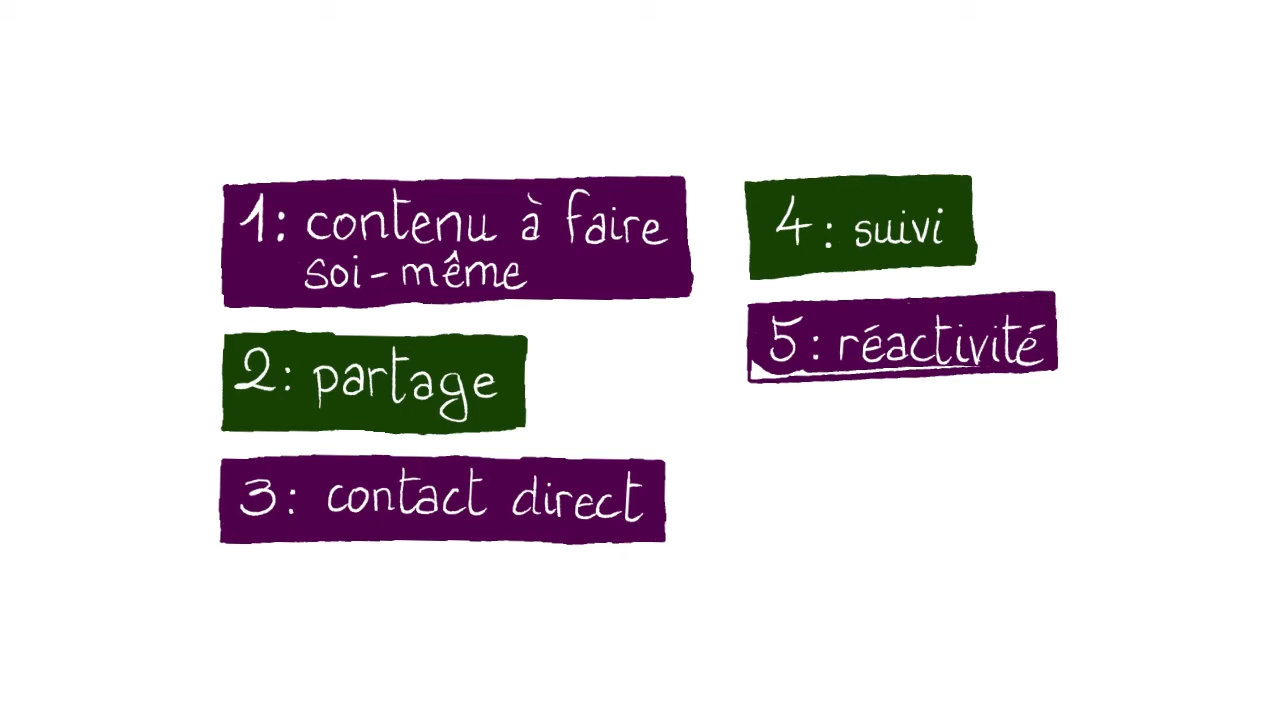 1: contenu à faire
soi-même
2: partage
3: contact direct
4: suivi
5: réactivité